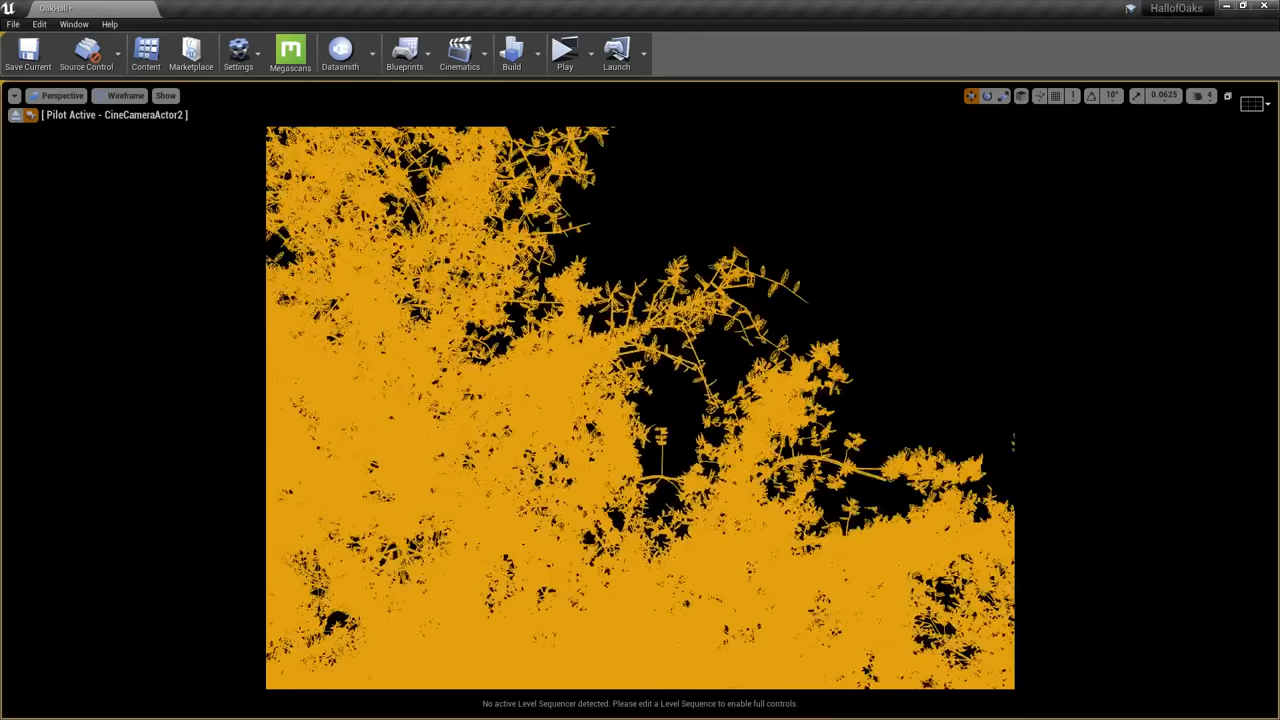 OakHall*
HallofOaks
File Edit Window Help
Save Current Source Control Content Marketplace Settings Megascans Datasmith Blueprints Cinematics Build Play Launch
Perspective Wireframe Show 1 10° 0.0625 4
[ Pilot Active - CineCameraActor2 ]
No active Level Sequencer detected. Please edit a Level Sequence to enable full controls.